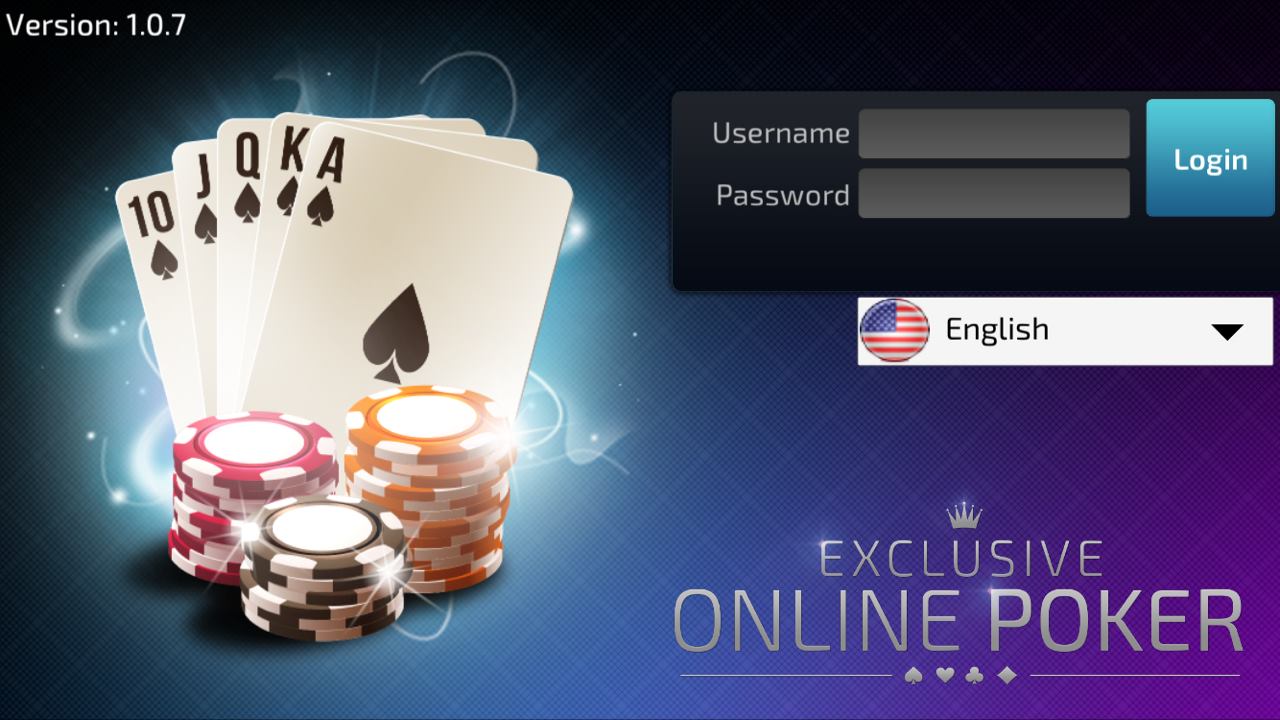 Version: 1.0.7
10 J Q K A
Username
Password
Login
English
EXCLUSIVE
ONLINE POKER